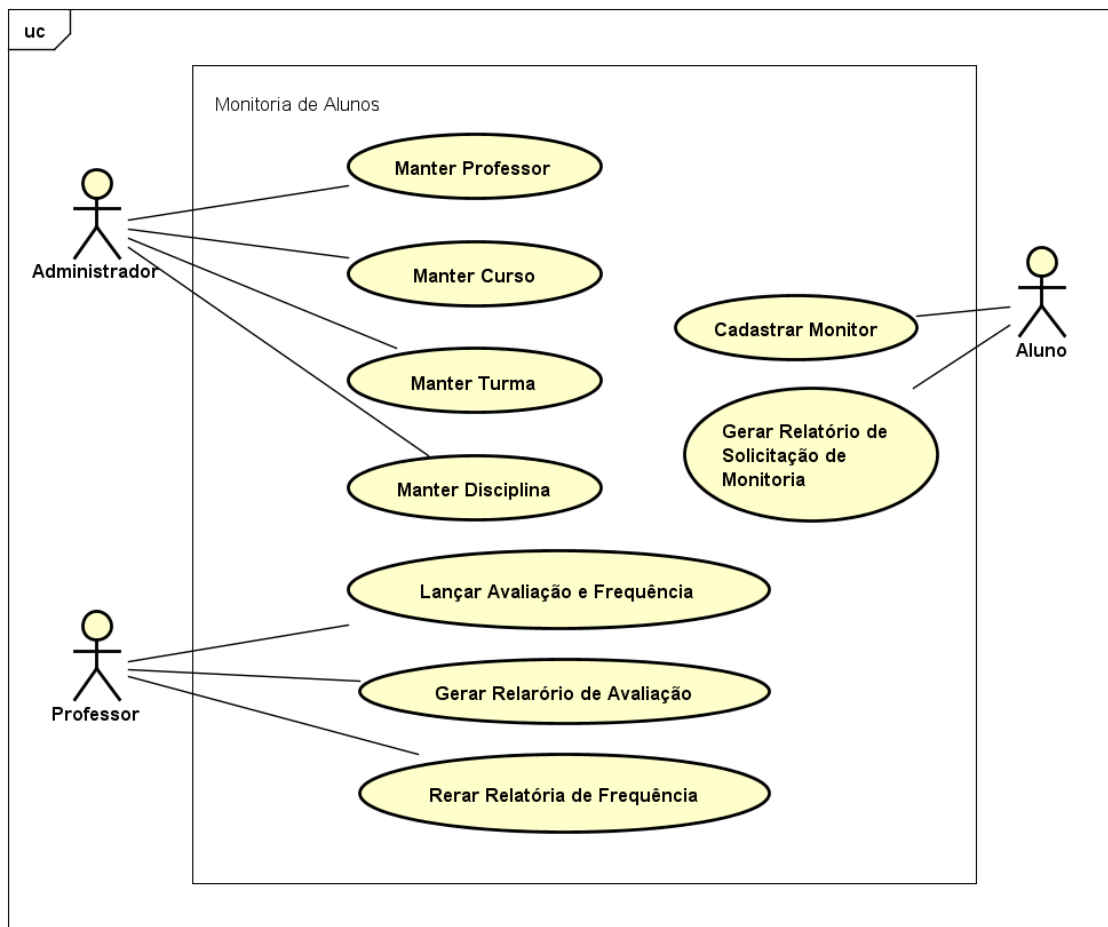 uc
Monitoria de Alunos
Manter Professor
Administrador
Manter Curso
Cadastrar Monitor
Aluno
Manter Turma
Gerar Relatório de
Solicitação de
Monitoria
Manter Disciplina
Lançar Avaliação e Frequência
Professor
Gerar Relarório de Avaliação
Rerar Relatória de Frequência